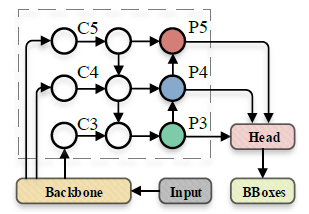 C5 P5
C4 P4
C3 P3
Head
Backbone Input BBoxes